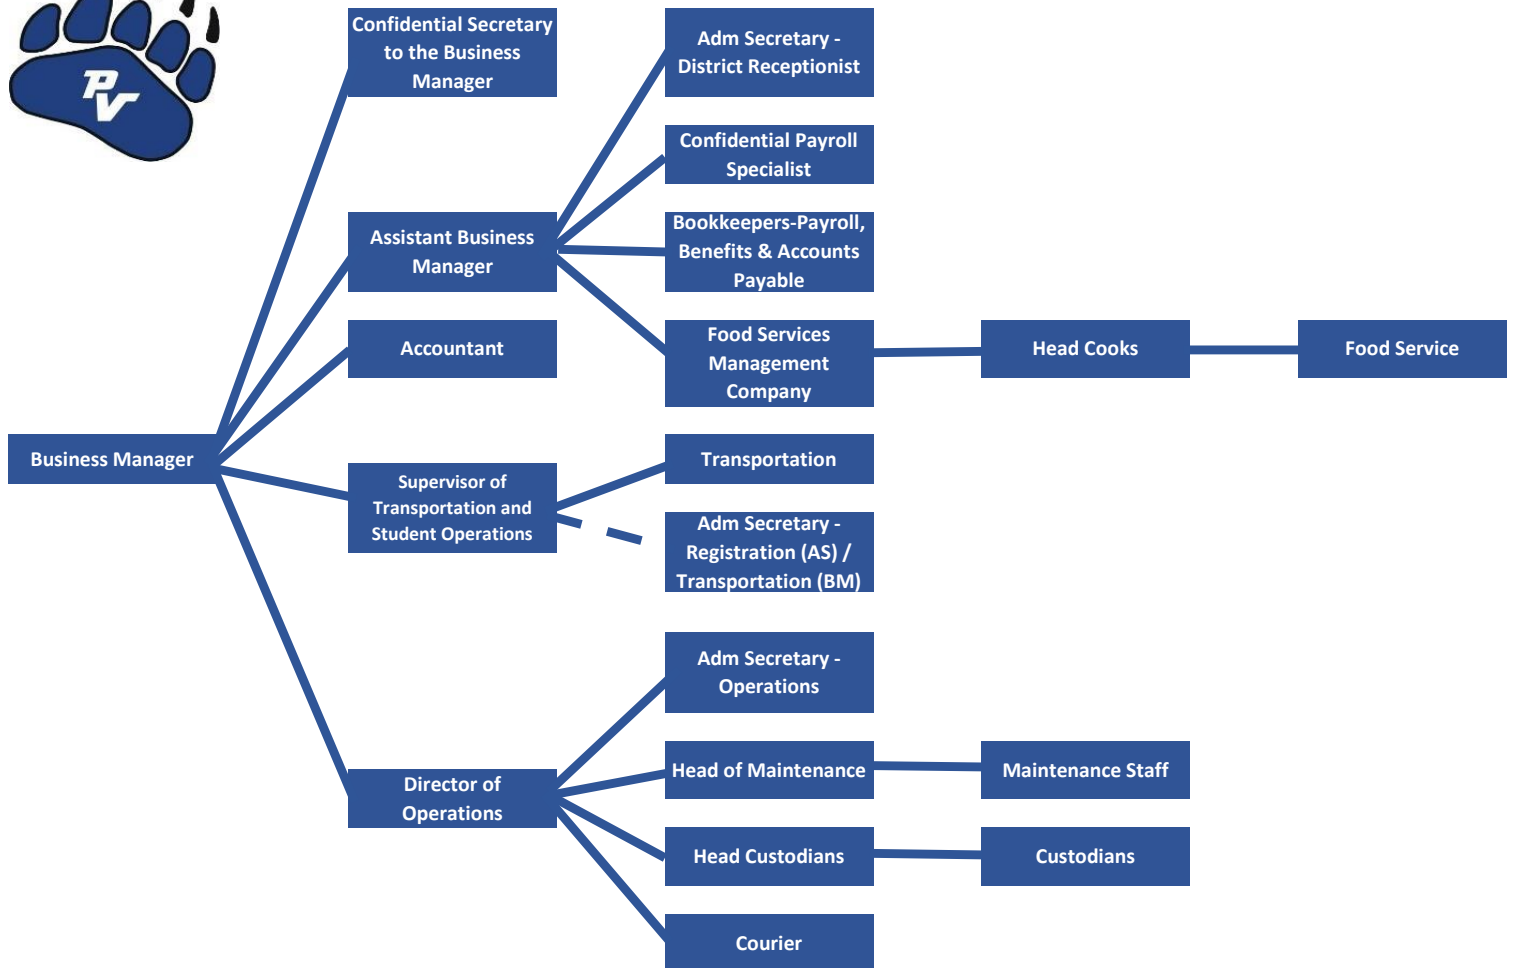 PV
Confidential Secretary
to the Business
Manager
Adm Secretary -
District Receptionist
Confidential Payroll
Specialist
Assistant Business
Manager
Bookkeepers-Payroll,
Benefits & Accounts
Payable
Accountant
Food Services
Management
Company
Head Cooks
Food Service
Business Manager
Supervisor of
Transportation and
Student Operations
Transportation
Adm Secretary -
Registration (AS) /
Transportation (BM)
Adm Secretary -
Operations
Director of
Operations
Head of Maintenance
Maintenance Staff
Head Custodians
Custodians
Courier